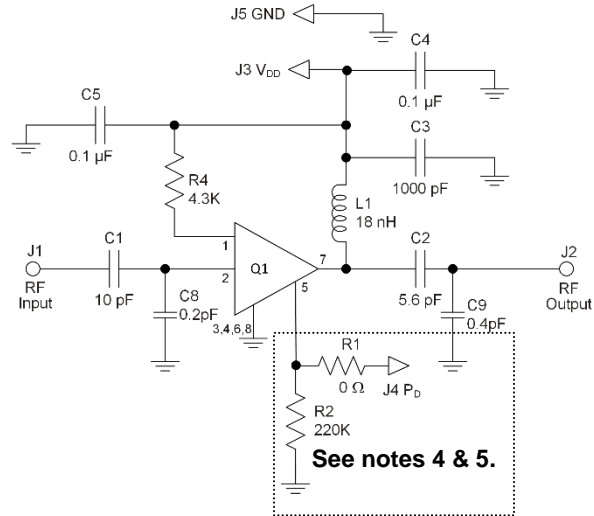 J5 GND
C4
J3 V_DD
0.1 µF
C5
0.1 µF
C3
1000 pF
R4
4.3K
L1
18 nH
J1
RF
Input
C1
10 pF
1
2
Q1
7
5
3,4,6,8
C2
5.6 pF
J2
RF
Output
C8
0.2pF
C9
0.4pF
R1
0 Ω
J4 P_D
R2
220K
See notes 4 & 5.